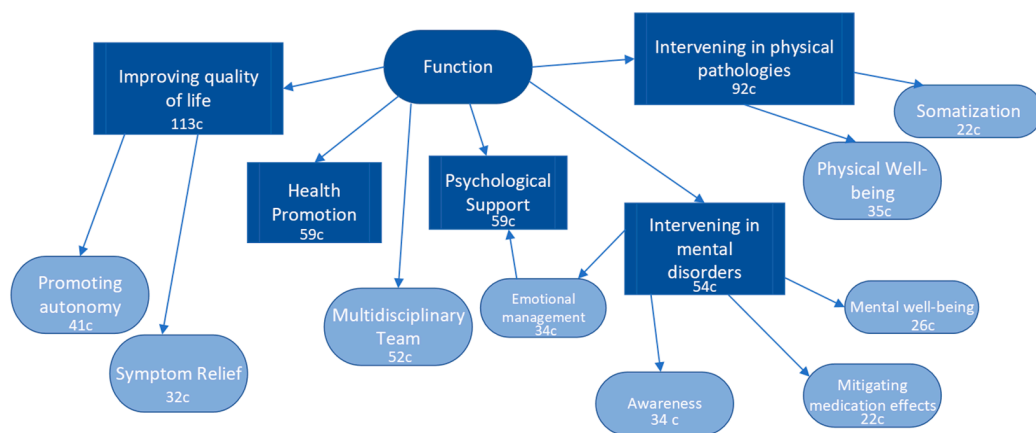 Function
Improving quality
of life
113c
Intervening in physical
pathologies
92c
Somatization
22c
Physical Well-
being
35c
Health
Promotion
59c
Psychological
Support
59c
Intervening in
mental
disorders
54c
Promoting
autonomy
41c
Symptom Relief
32c
Multidisciplinary
Team
52c
Emotional
management
34c
Mental well-being
26c
Awareness
34 c
Mitigating
medication effects
22c